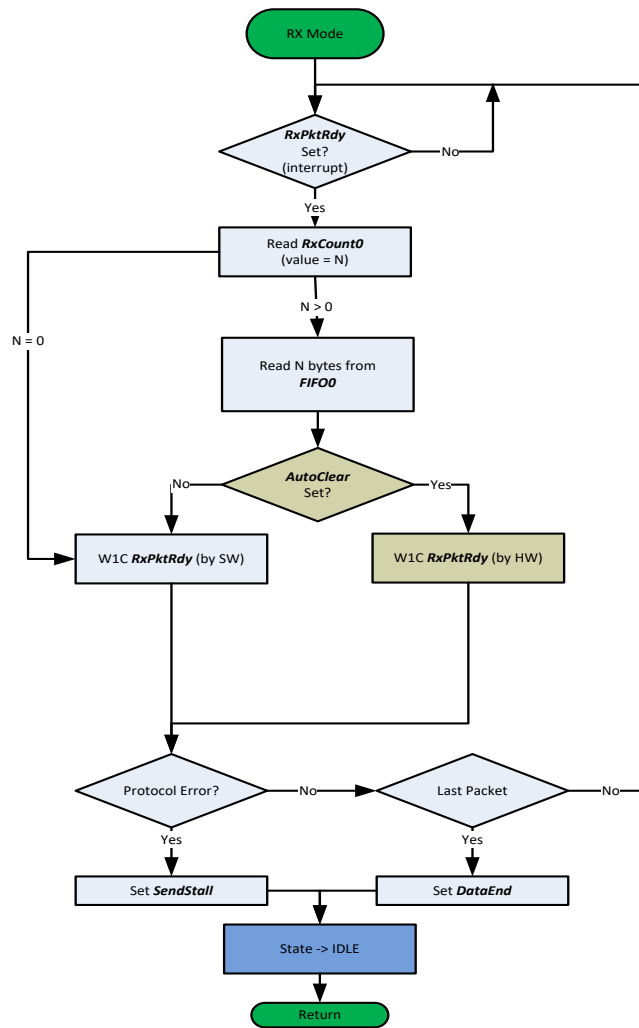 RX Mode
RxPktRdy
Set?
(interrupt)
No
Yes
Read RxCount0
(value = N)
N = 0
N > 0
Read N bytes from
FIFO0
AutoClear
Set?
No
Yes
W1C RxPktRdy (by SW)
W1C RxPktRdy (by HW)
Protocol Error?
No
Last Packet
No
Yes
Yes
Set SendStall
Set DataEnd
State -> IDLE
Return